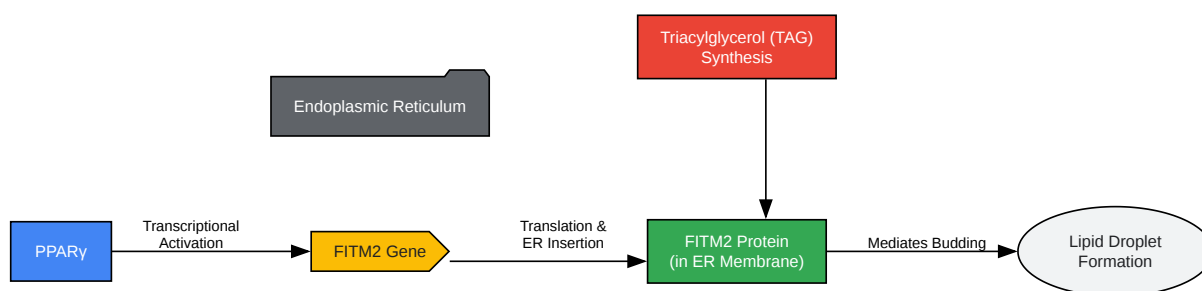 Triacylglycerol (TAG)
Synthesis
Endoplasmic Reticulum
PPARγ
Transcriptional
Activation
FITM2 Gene
Translation &
ER Insertion
FITM2 Protein
(in ER Membrane)
Mediates Budding
Lipid Droplet
Formation